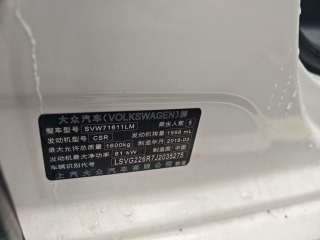 大众汽车(VOLKSWAGEN)牌
整车型号 SVW71611LM 乘坐人数 5
发动机型号 CSR 发动机排量 1598 mL
最大允许总质量 1600kg 制造年月 2018.03
发动机最大净功率 81 kW 制造国 中国
车辆识别代号 LSVG226R7J2035275
上汽大众汽车有限公司 制造